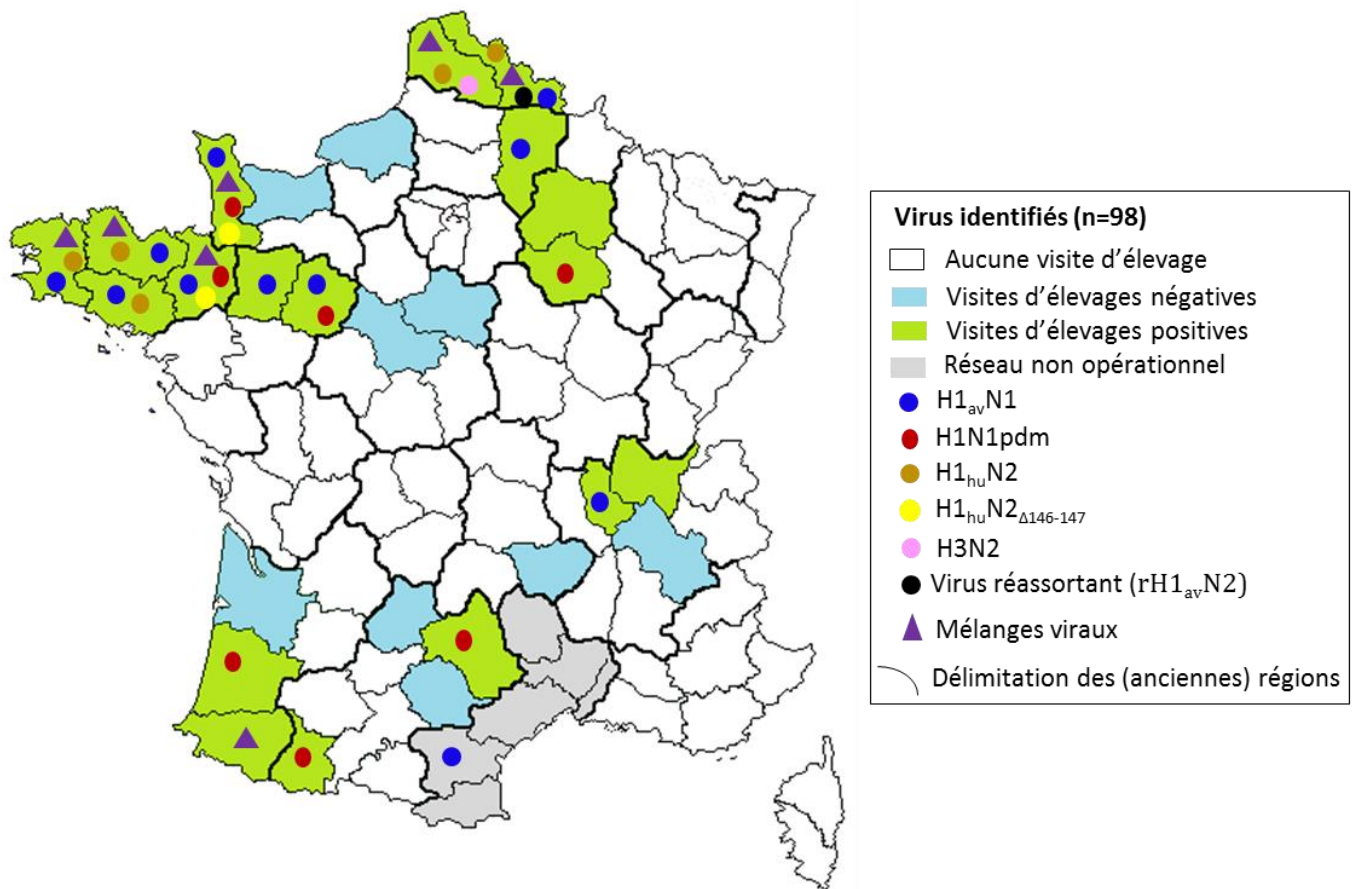 Virus identifiés (n=98)
Aucune visite d'élevage
Visites d'élevages négatives
Visites d'élevages positives
Réseau non opérationnel
H1avN1
H1N1pdm
H1huN2
H1huN2Δ146-147
H3N2
Virus réassortant (rH1avN2)
Mélanges viraux
Délimitation des (anciennes) régions